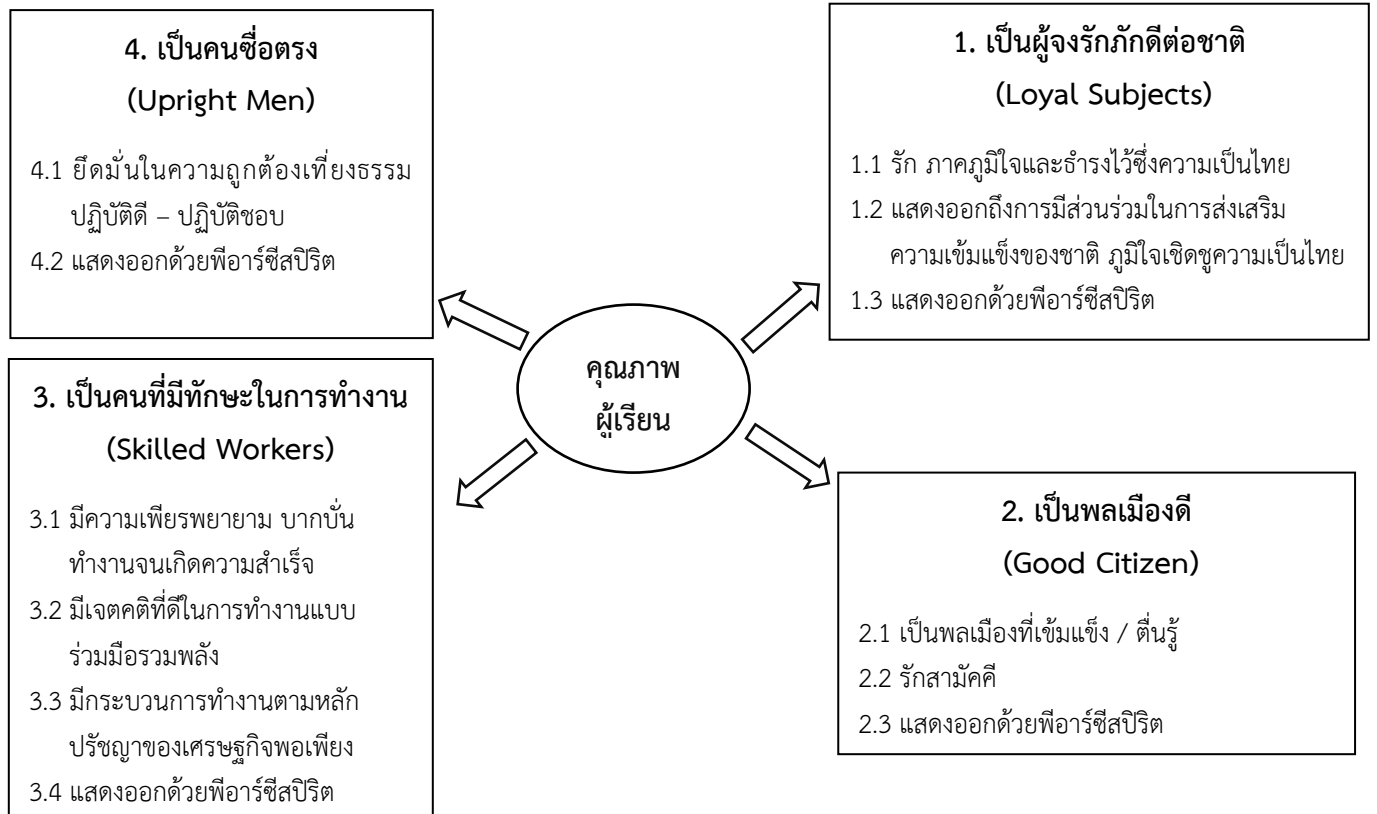 4. เป็นคนซื่อตรง
(Upright Men)
4.1 ยึดมั่นในความถูกต้องเที่ยงธรรม
ปฏิบัติดี – ปฏิบัติชอบ
4.2 แสดงออกด้วยพีอาร์ซีสปิริต
1. เป็นผู้จงรักภักดีต่อชาติ
(Loyal Subjects)
1.1 รัก ภาคภูมิใจและธำรงไว้ซึ่งความเป็นไทย
1.2 แสดงออกถึงการมีส่วนร่วมในการส่งเสริม
ความเข้มแข็งของชาติ ภูมิใจเชิดชูความเป็นไทย
1.3 แสดงออกด้วยพีอาร์ซีสปิริต
คุณภาพ
ผู้เรียน
3. เป็นคนที่มีทักษะในการทำงาน
(Skilled Workers)
3.1 มีความเพียรพยายาม บากบั่น
ทำงานจนเกิดความสำเร็จ
3.2 มีเจตคติที่ดีในการทำงานแบบ
ร่วมมือรวมพลัง
3.3 มีกระบวนการทำงานตามหลัก
ปรัชญาของเศรษฐกิจพอเพียง
3.4 แสดงออกด้วยพีอาร์ซีสปิริต
2. เป็นพลเมืองดี
(Good Citizen)
2.1 เป็นพลเมืองที่เข้มแข็ง / ตื่นรู้
2.2 รักสามัคคี
2.3 แสดงออกด้วยพีอาร์ซีสปิริต